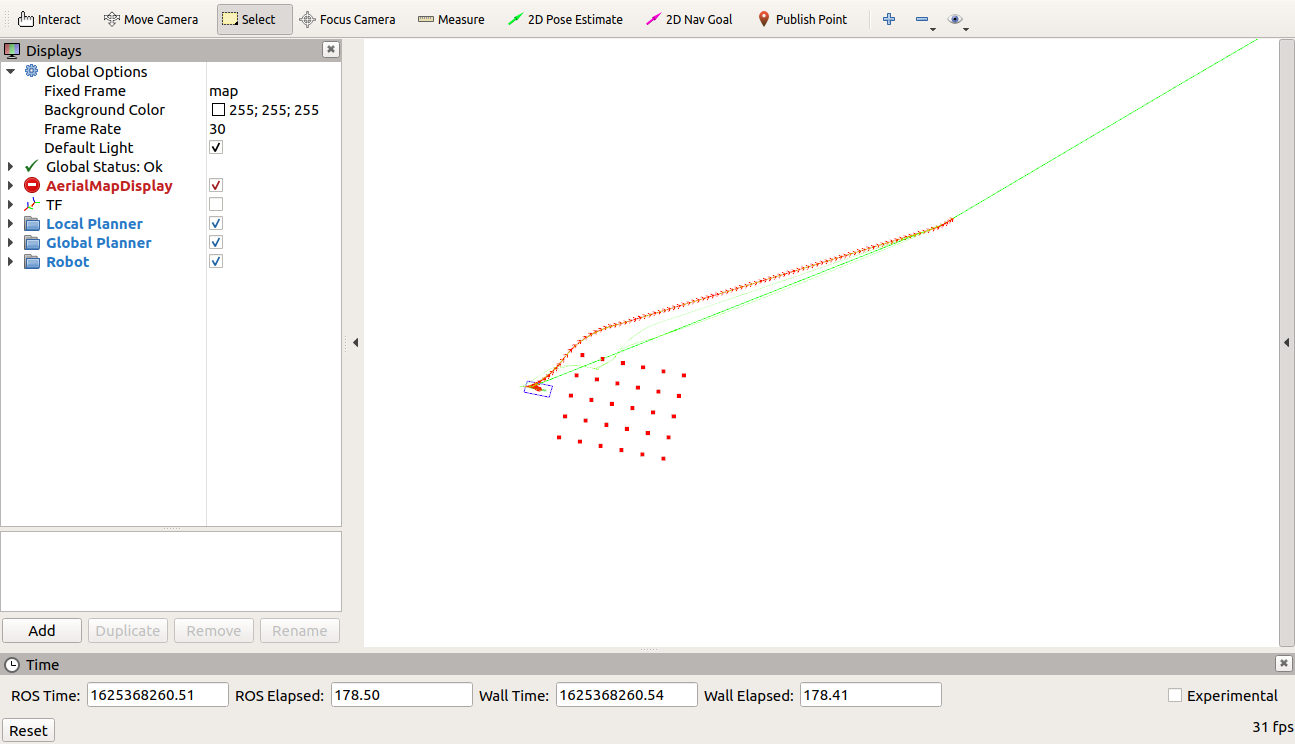 Interact Move Camera Select Focus Camera Measure 2D Pose Estimate 2D Nav Goal Publish Point
Displays
Global Options
Fixed Frame map
Background Color 255; 255; 255
Frame Rate 30
Default Light
Global Status: Ok
AerialMapDisplay
TF
Local Planner
Global Planner
Robot
Add Duplicate Remove Rename
Time
ROS Time: 1625368260.51 ROS Elapsed: 178.50 Wall Time: 1625368260.54 Wall Elapsed: 178.41 Experimental
Reset 31 fps